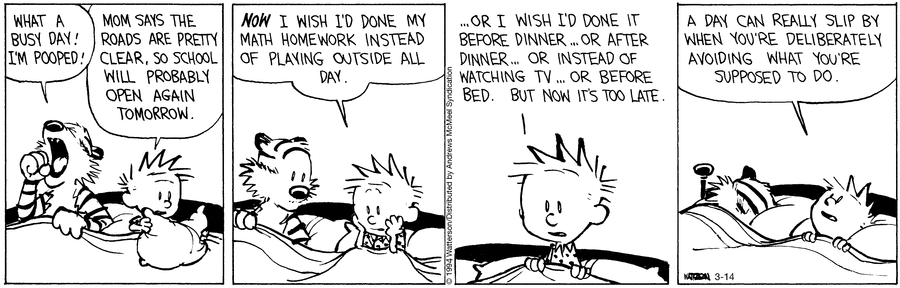 WHAT A
BUSY DAY!
I'M POOPED!
MOM SAYS THE
ROADS ARE PRETTY
CLEAR, SO SCHOOL
WILL PROBABLY
OPEN AGAIN
TOMORROW.
NOW I WISH I'D DONE MY
MATH HOMEWORK INSTEAD
OF PLAYING OUTSIDE ALL
DAY.
© 1994 Watterson/Distributed by Andrews McMeel Syndication
...OR I WISH I'D DONE IT
BEFORE DINNER... OR AFTER
DINNER... OR INSTEAD OF
WATCHING TV... OR BEFORE
BED. BUT NOW IT'S TOO LATE.
A DAY CAN REALLY SLIP BY
WHEN YOU'RE DELIBERATELY
AVOIDING WHAT YOU'RE
SUPPOSED TO DO.
WATTERSON 3-14